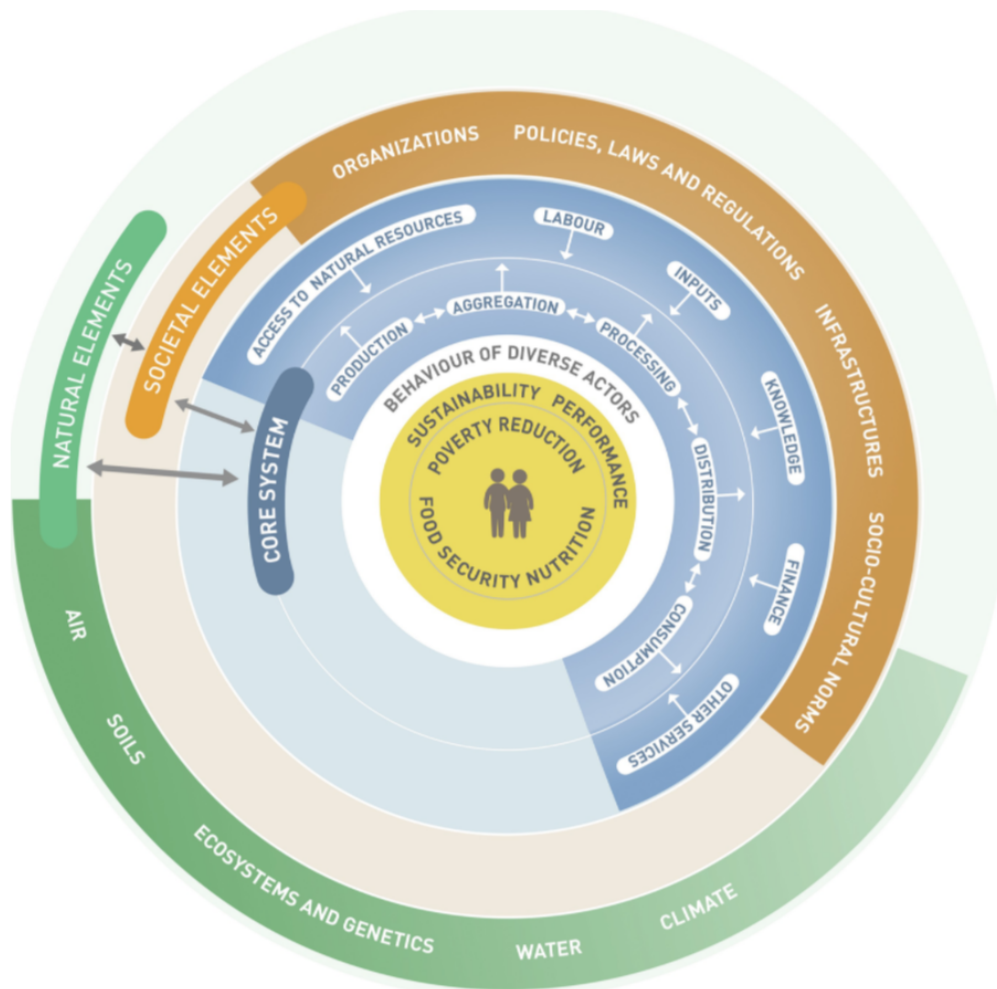 NATURAL ELEMENTS
SOCIETAL ELEMENTS
CORE SYSTEM
ORGANIZATIONS
POLICIES, LAWS AND REGULATIONS
INFRASTRUCTURES
SOCIO-CULTURAL NORMS
ACCESS TO NATURAL RESOURCES
LABOUR
INPUTS
KNOWLEDGE
FINANCE
OTHER SERVICES
PRODUCTION
AGGREGATION
PROCESSING
DISTRIBUTION
CONSUMPTION
BEHAVIOUR OF DIVERSE ACTORS
SUSTAINABILITY PERFORMANCE
POVERTY REDUCTION
FOOD SECURITY NUTRITION
AIR
SOILS
ECOSYSTEMS AND GENETICS
WATER
CLIMATE